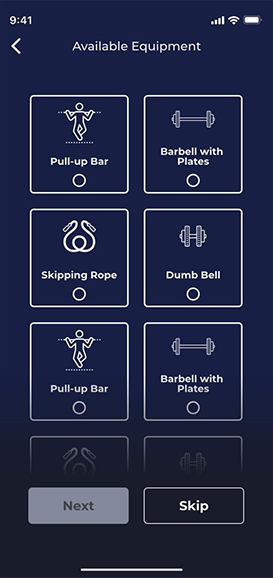 9:41
Available Equipment
Pull-up Bar
Barbell with
Plates
Skipping Rope
Dumb Bell
Pull-up Bar
Barbell with
Plates
Next
Skip